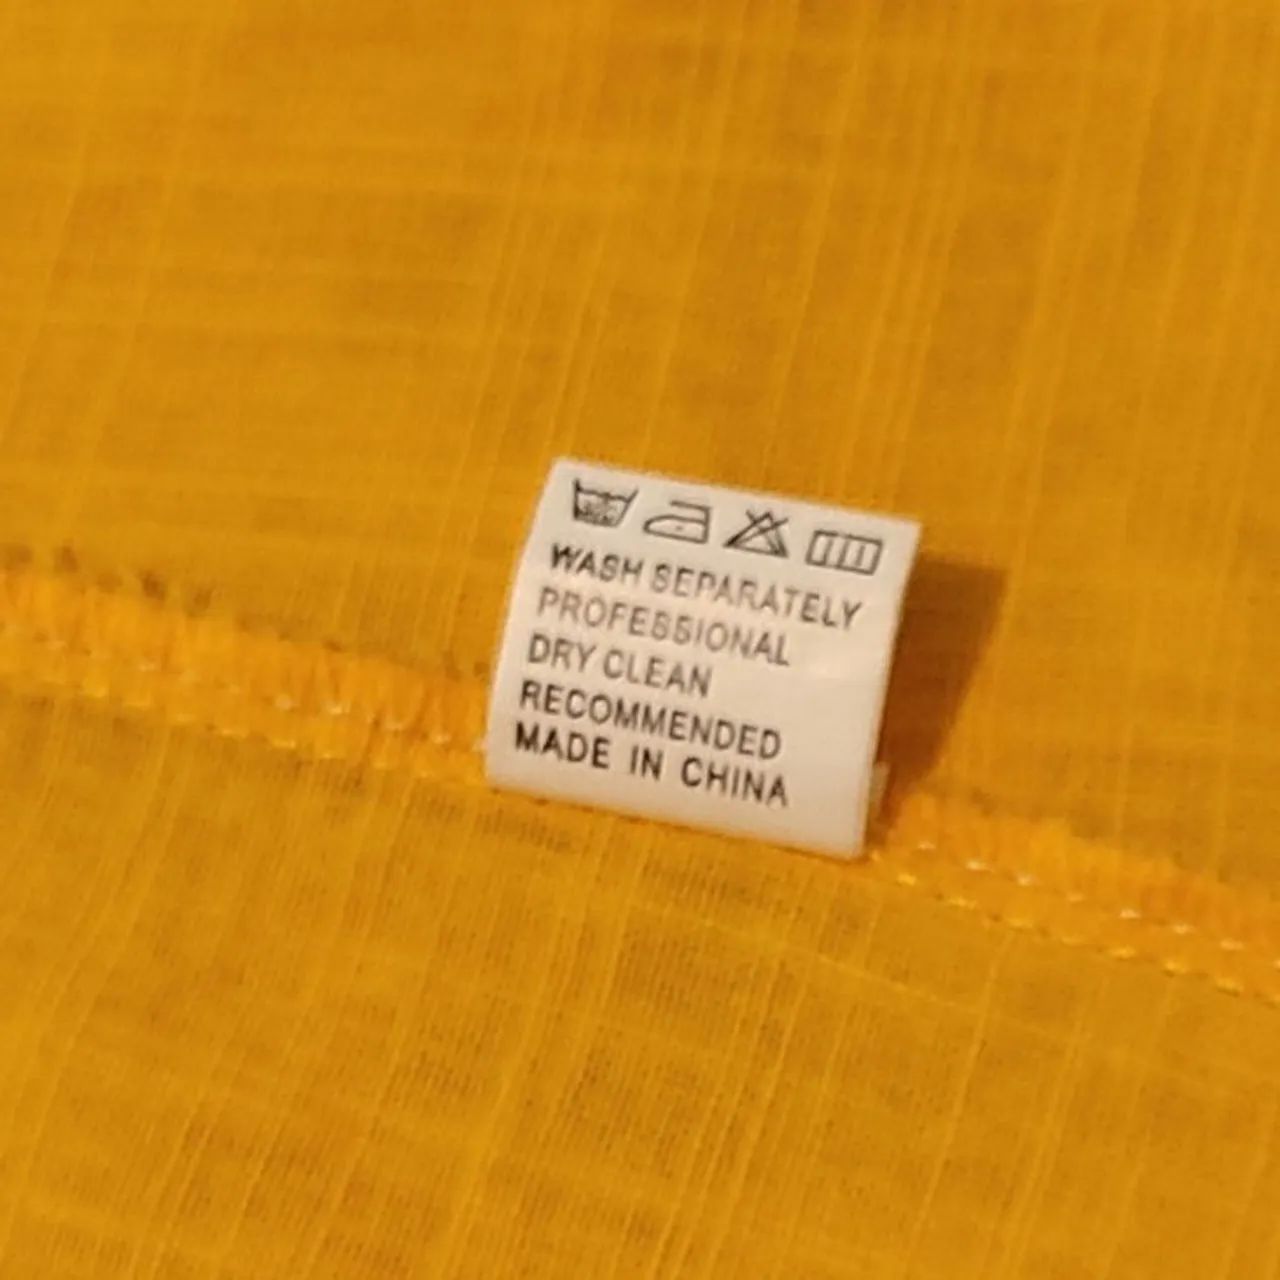 WASH SEPARATELY
PROFESSIONAL
DRY CLEAN
RECOMMENDED
MADE IN CHINA